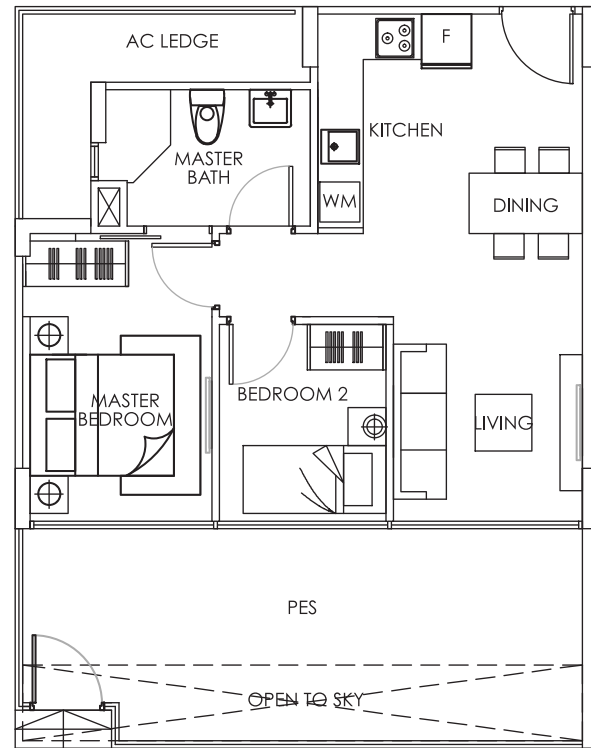 AC LEDGE
F
KITCHEN
MASTER
BATH
WM
DINING
MASTER
BEDROOM
BEDROOM 2
LIVING
PES
OPEN TO SKY